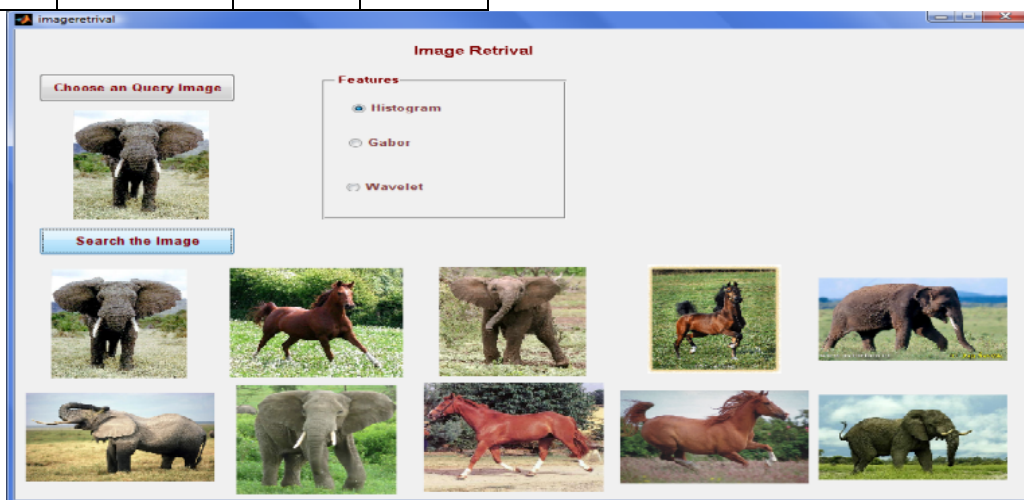 imageretrival
Image Retrival
Choose an Query Image
Features
Histogram
Gabor
Wavelet
Search the Image